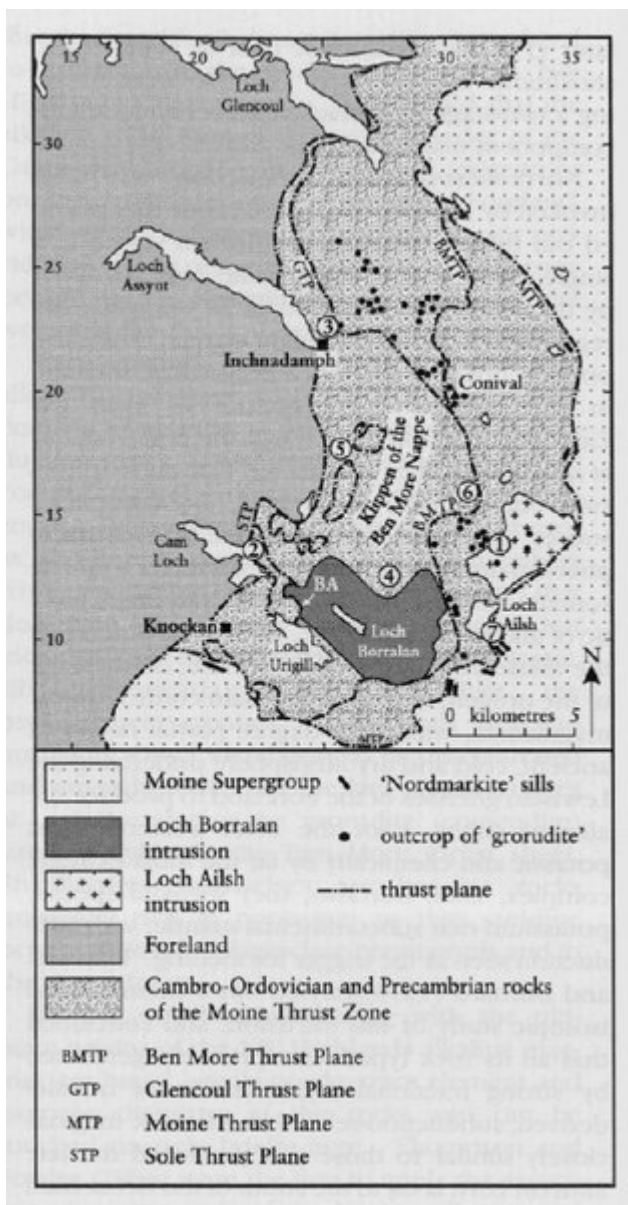 15
20
25
30
35
Loch
Glencoul
30
BMTP
MTP
GTP
25
Loch
Assynt
3
Inchnadamph
Conival
20
5
Klippen of the
Ben More Nappe
6
STP
B M T P
15
Cam
Loch
2
1
4
BA
Loch
Ailsh
Knockan
Loch
Urigill
Loch
Borralan
7
10
N
0 kilometres 5
MTP
Moine Supergroup
'Nordmarkite' sills
Loch Borralan
intrusion
outcrop of 'grorudite'
Loch Ailsh
intrusion
thrust plane
Foreland
Cambro-Ordovician and Precambrian rocks
of the Moine Thrust Zone
BMTP Ben More Thrust Plane
GTP Glencoul Thrust Plane
MTP Moine Thrust Plane
STP Sole Thrust Plane